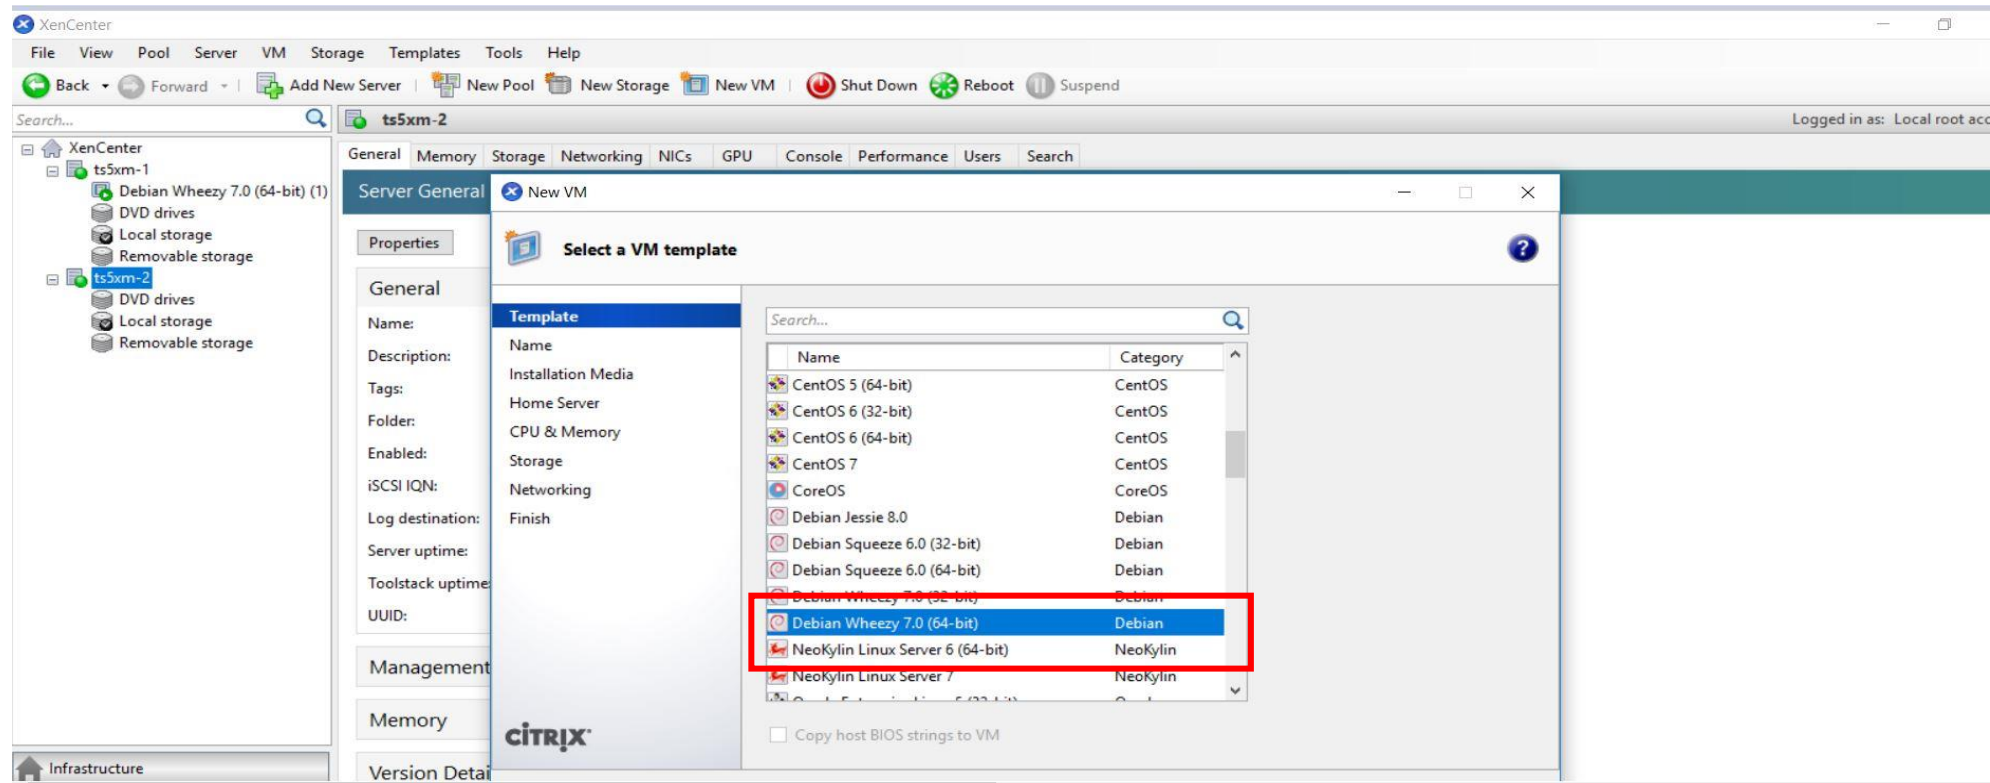 XenCenter
File View Pool Server VM Storage Templates Tools Help
Back Forward Add New Server New Pool New Storage New VM Shut Down Reboot Suspend
Search...
ts5xm-2
Logged in as: Local root acc
XenCenter
ts5xm-1
Debian Wheezy 7.0 (64-bit) (1)
DVD drives
Local storage
Removable storage
ts5xm-2
DVD drives
Local storage
Removable storage
Infrastructure
General Memory Storage Networking NICs GPU Console Performance Users Search
Server General
Properties
General
Name:
Description:
Tags:
Folder:
Enabled:
iSCSI IQN:
Log destination:
Server uptime:
Toolstack uptime:
UUID:
Management
Memory
Version Detai
New VM
Select a VM template
?
Template
Name
Installation Media
Home Server
CPU & Memory
Storage
Networking
Finish
CİTRIX
Search...
Name Category
CentOS 5 (64-bit) CentOS
CentOS 6 (32-bit) CentOS
CentOS 6 (64-bit) CentOS
CentOS 7 CentOS
CoreOS CoreOS
Debian Jessie 8.0 Debian
Debian Squeeze 6.0 (32-bit) Debian
Debian Squeeze 6.0 (64-bit) Debian
Debian Wheezy 7.0 (32-bit) Debian
Debian Wheezy 7.0 (64-bit) Debian
NeoKylin Linux Server 6 (64-bit) NeoKylin
NeoKylin Linux Server 7 NeoKylin
Copy host BIOS strings to VM